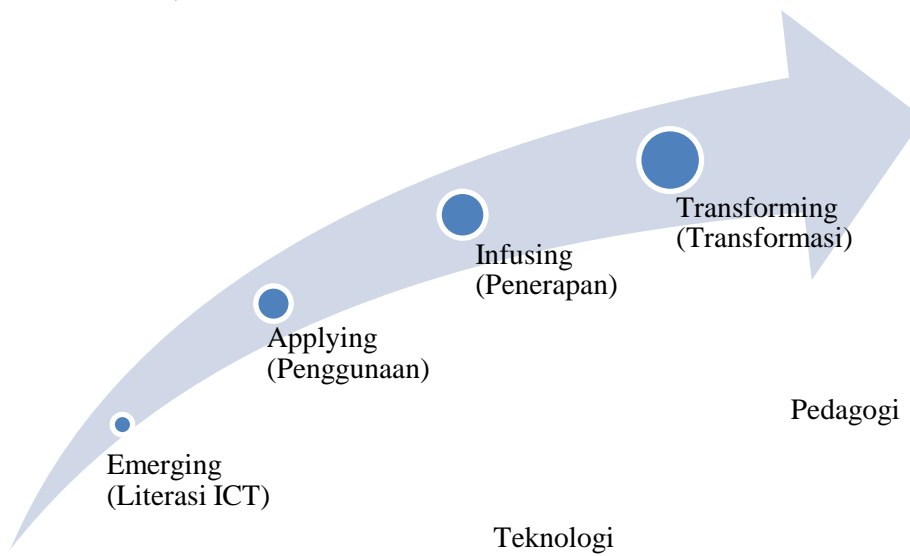 Transforming
(Transformasi)
Infusing
(Penerapan)
Applying
(Penggunaan)
Pedagogi
Emerging
(Literasi ICT)
Teknologi